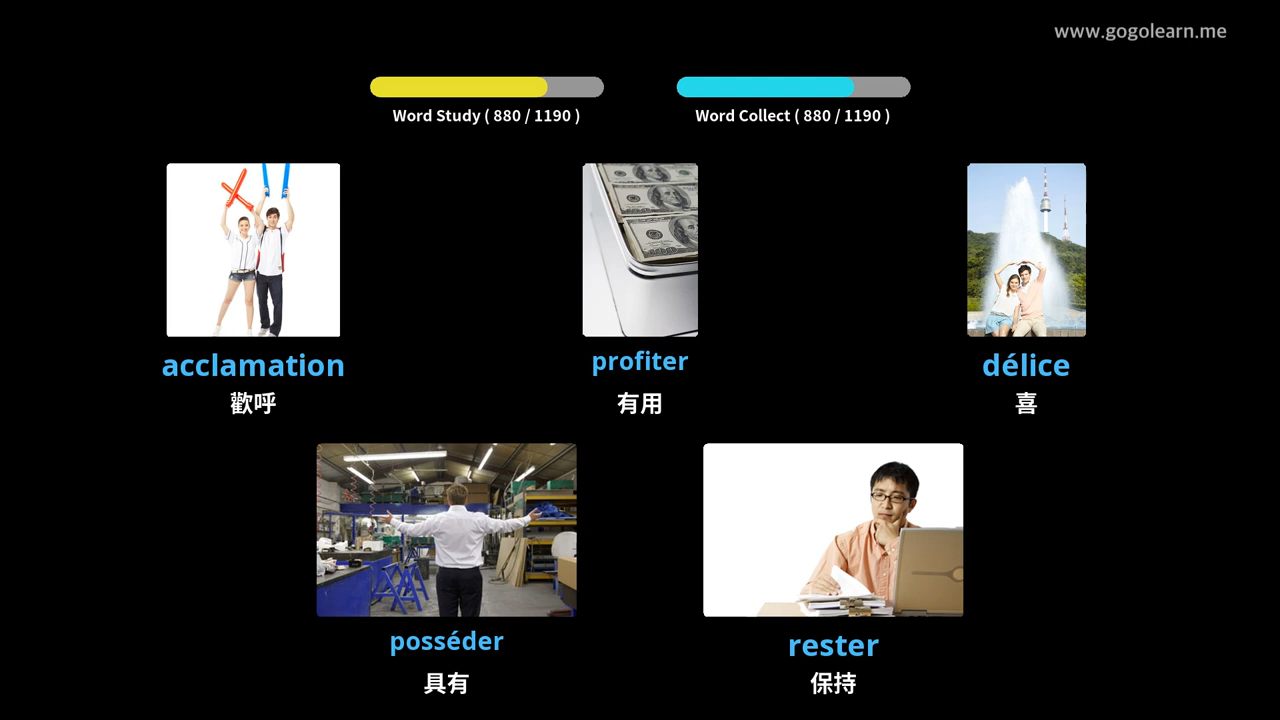 www.gogolearn.me
Word Study ( 880 / 1190 )
Word Collect ( 880 / 1190 )
acclamation
歡呼
profiter
有用
délice
喜
posséder
具有
rester
保持